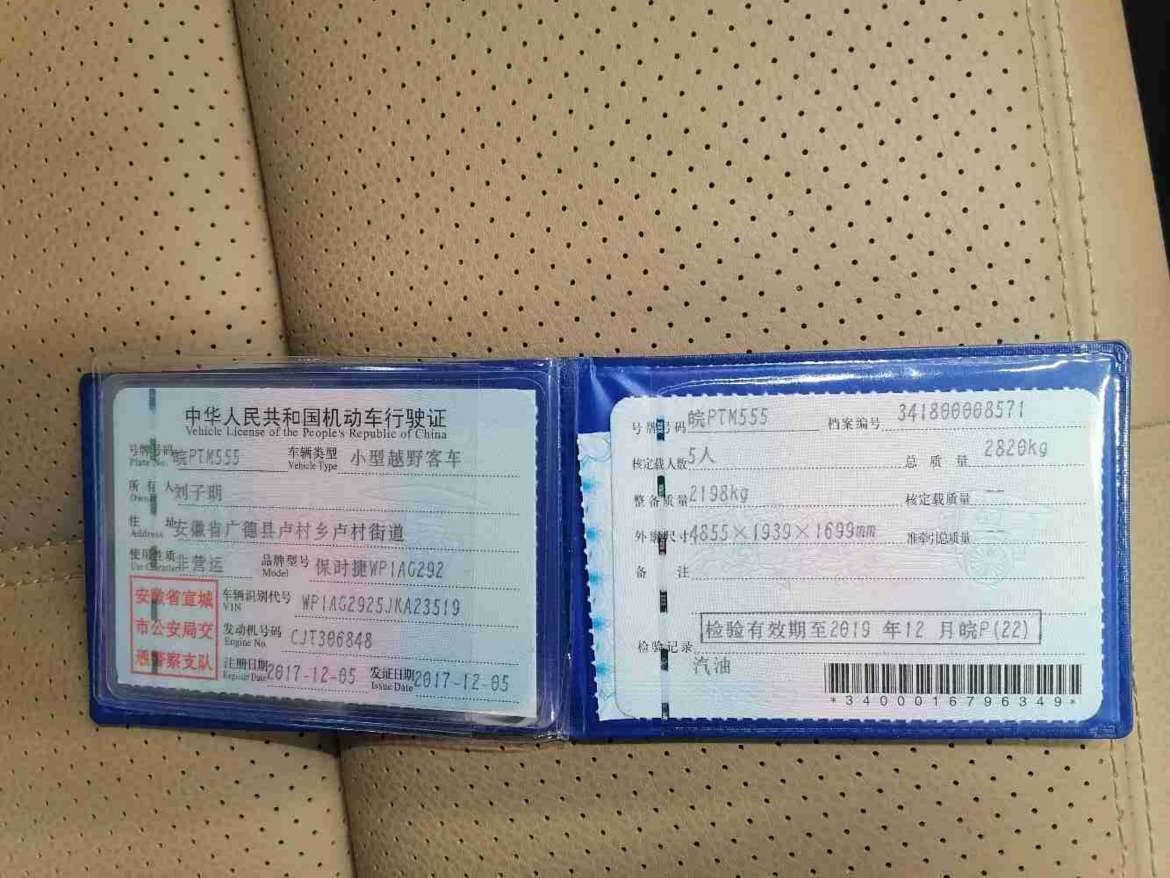 中华人民共和国机动车行驶证
Vehicle License of the People's Republic of China
号牌号码 皖PTM555 车辆类型 小型越野客车
Plate No. Vehicle Type
所有人 刘子明
Owner
住址 安徽省广德县卢村乡卢村街道
Address
使用性质 非营运 品牌型号 保时捷WP1AG292
Use Character Model
安徽省宣城
市公安局交
通警察支队
车辆识别代号 WP1AG2925JKA23519
VIN
发动机号码 CJT306848
Engine No.
注册日期 2017-12-05 发证日期 2017-12-05
Register Date Issue Date
号牌号码 皖PTM555 档案编号 341800008571
核定载人数 5人 总质量 2820kg
整备质量 2198kg 核定载质量 --
外廓尺寸 4855×1939×1699mm 准牵引总质量 --
备注
检验有效期至2019 年12 月皖P(22)
检验记录
汽油
*3400016796349*